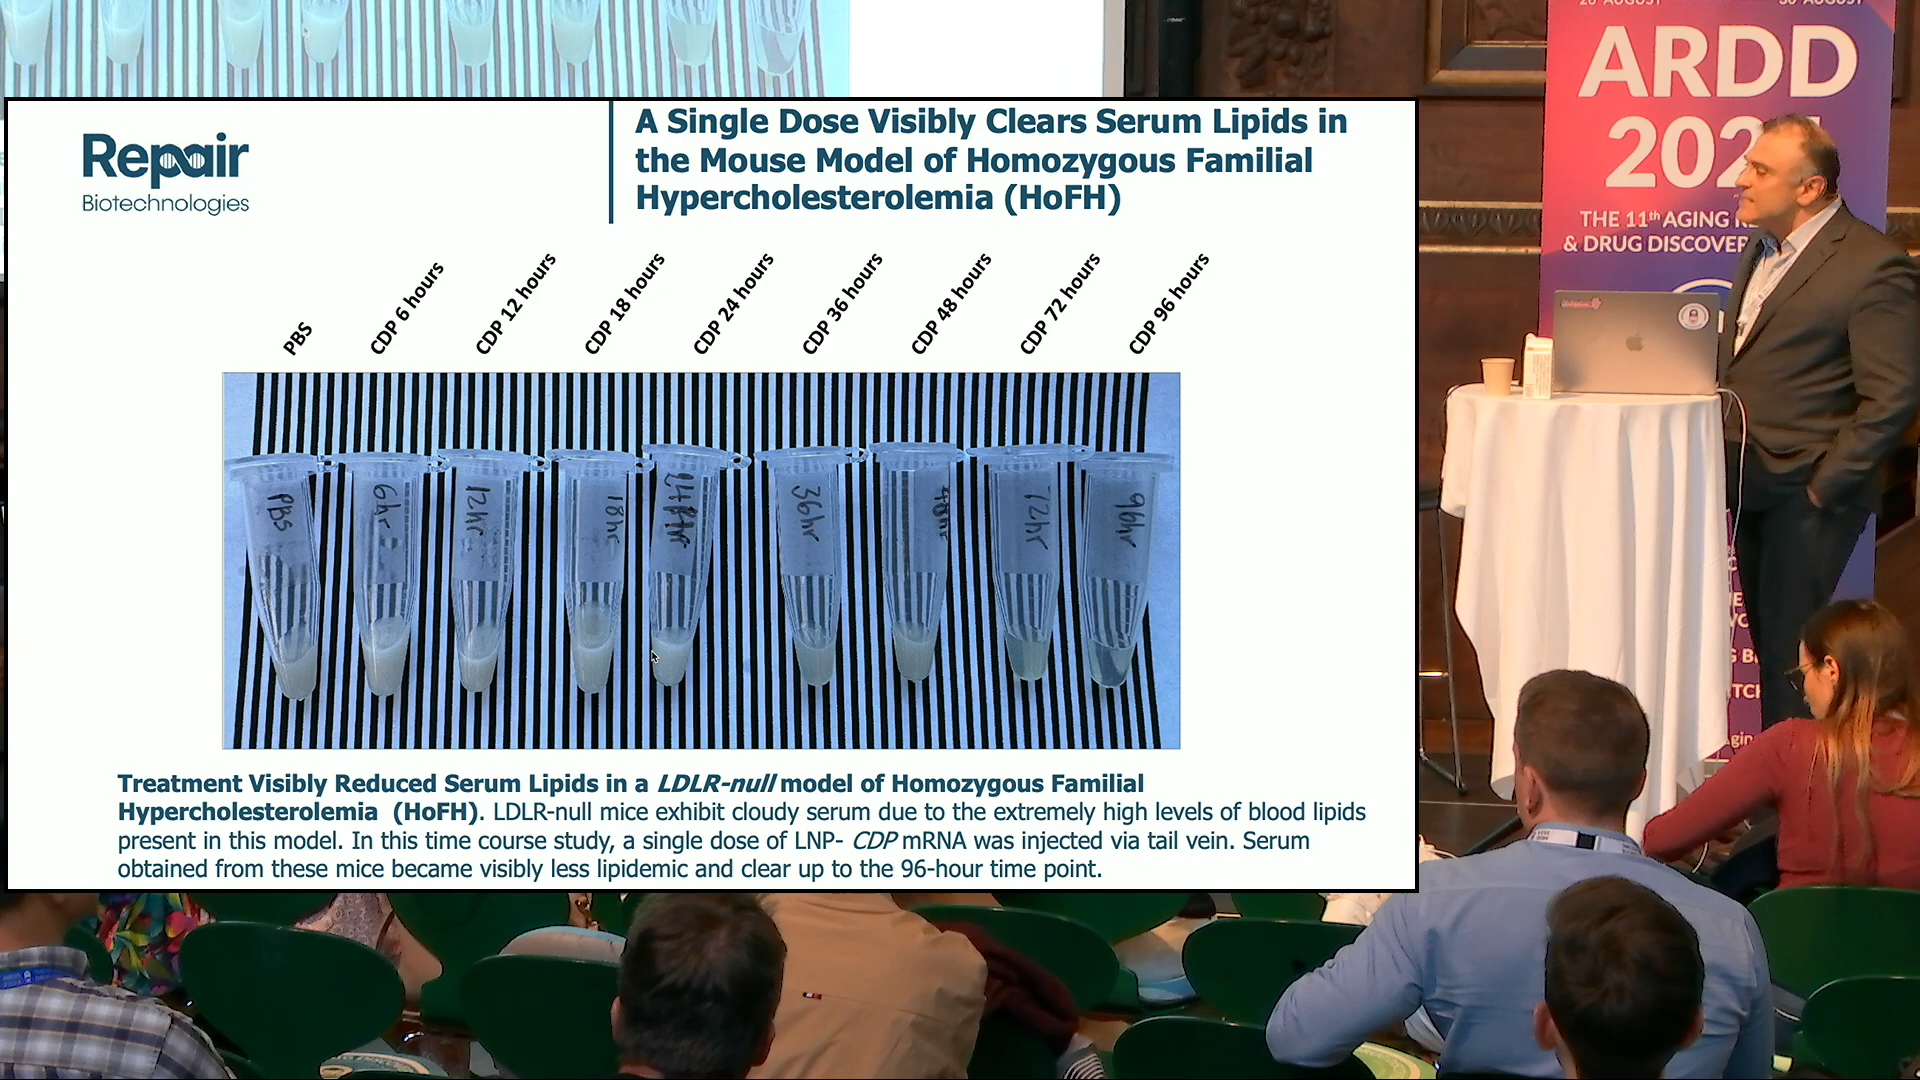 Repair
Biotechnologies
A Single Dose Visibly Clears Serum Lipids in
the Mouse Model of Homozygous Familial
Hypercholesterolemia (HoFH)
PBS
CDP 6 hours
CDP 12 hours
CDP 18 hours
CDP 24 hours
CDP 36 hours
CDP 48 hours
CDP 72 hours
CDP 96 hours
PBS
6hr
12hr
18hr
36hr
48hr
72hr
96hr
Treatment Visibly Reduced Serum Lipids in a LDLR-null model of Homozygous Familial
Hypercholesterolemia (HoFH). LDLR-null mice exhibit cloudy serum due to the extremely high levels of blood lipids
present in this model. In this time course study, a single dose of LNP- CDP mRNA was injected via tail vein. Serum
obtained from these mice became visibly less lipidemic and clear up to the 96-hour time point.
ARDD
202
THE 11th AGING
& DRUG DISCOVER